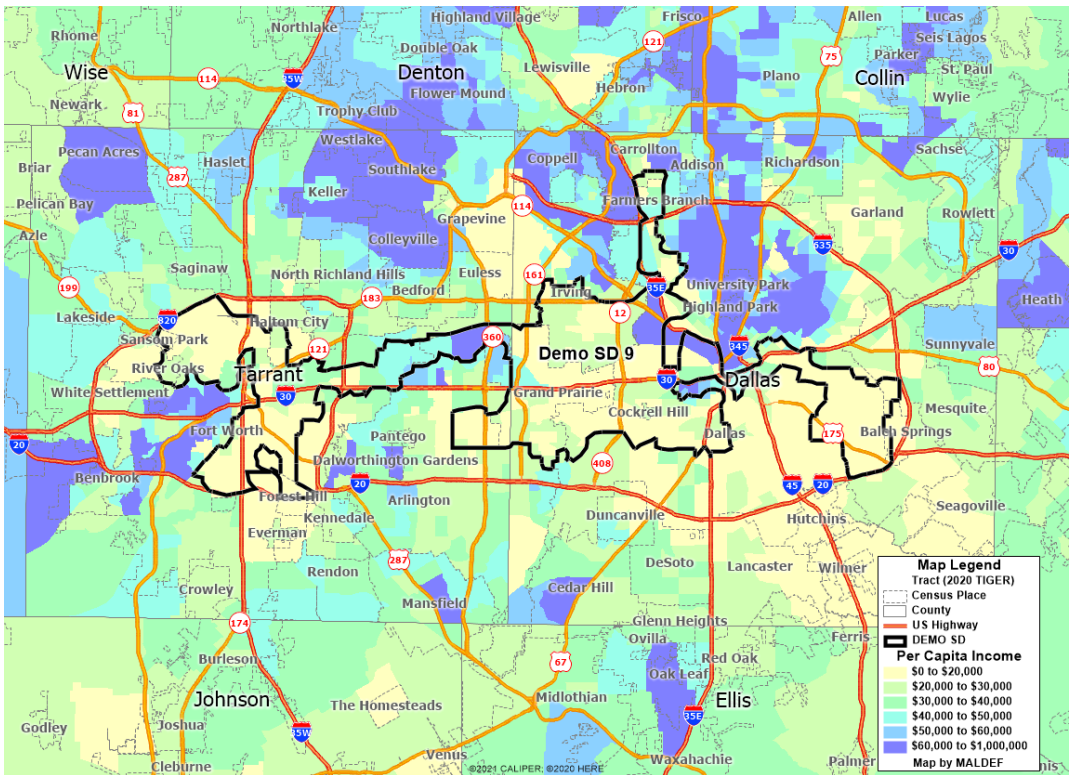 Northlake
Highland Village
Frisco
Allen
Lucas
Rhome
Double Oak
121
Seis Lagos
Wise
114
35W
Denton
Lewisville
75
Parker
Plano
Collin
St. Paul
Newark
Flower Mound
Hebron
Wylie
81
Trophy Club
Westlake
Carrollton
Sachse
Pecan Acres
Haslet
Coppell
Addison
Richardson
Briar
287
Southlake
Keller
Pelican Bay
114
Farmers Branch
Garland
Rowlett
Grapevine
Azle
Colleyville
635
30
Saginaw
North Richland Hills
Euless
161
199
183
Bedford
Irving
35E
University Park
Heath
Lakeside
820
Haltom City
12
Highland Park
Sansom Park
360
345
Sunnyvale
121
Demo SD 9
River Oaks
Tarrant
80
White Settlement
30
Grand Prairie
30
Dallas
Cockrell Hill
Mesquite
Fort Worth
Pantego
Dallas
175
Balch Springs
20
Dalworthington Gardens
408
Benbrook
Forest Hill
20
Arlington
45
20
Seagoville
Kennedale
Duncanville
Hutchins
Everman
287
Rendon
DeSoto
Lancaster
Wilmer
Crowley
Mansfield
Cedar Hill
174
Glenn Heights
Ovilla
Ferris
Burleson
67
Red Oak
Oak Leaf
Johnson
The Homesteads
Midlothian
Ellis
Godley
Joshua
35W
35E
Venus
Waxahachie
Palmer
Cleburne
©2021 CALIPER; ©2020 HERE
Map Legend
Tract (2020 TIGER)
Census Place
County
US Highway
DEMO SD
Per Capita Income
$0 to $20,000
$20,000 to $30,000
$30,000 to $40,000
$40,000 to $50,000
$50,000 to $60,000
$60,000 to $1,000,000
Map by MALDEF